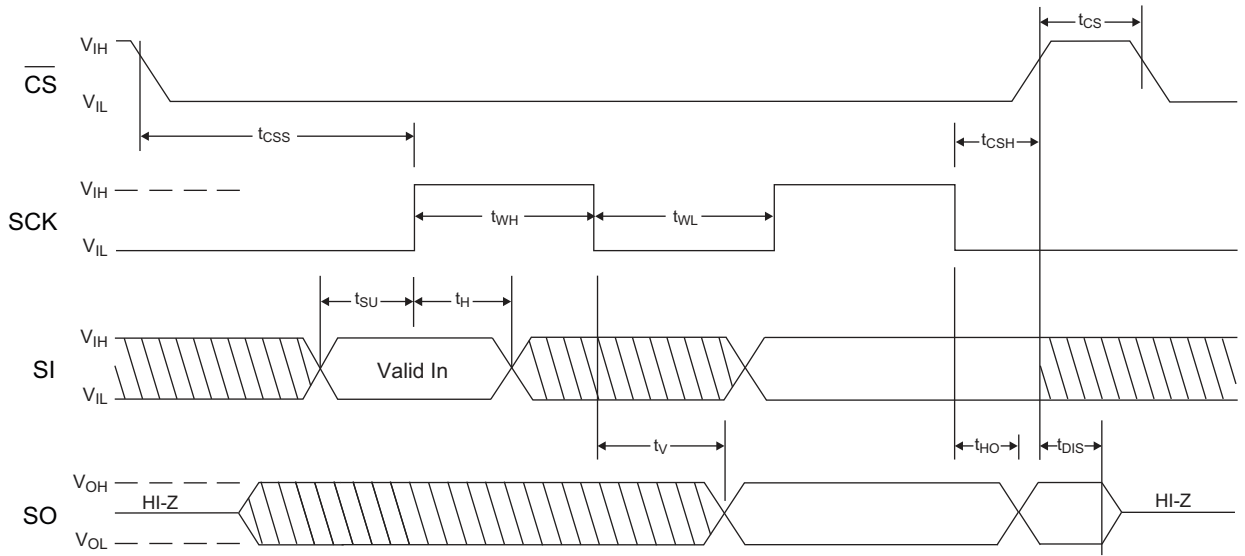 tCS
VIH
CS
VIL
tCSS
tCSH
VIH
SCK
tWH
tWL
VIL
tSU
tH
VIH
SI
Valid In
VIL
tV
tHO
tDIS
VOH
HI-Z
HI-Z
SO
VOL